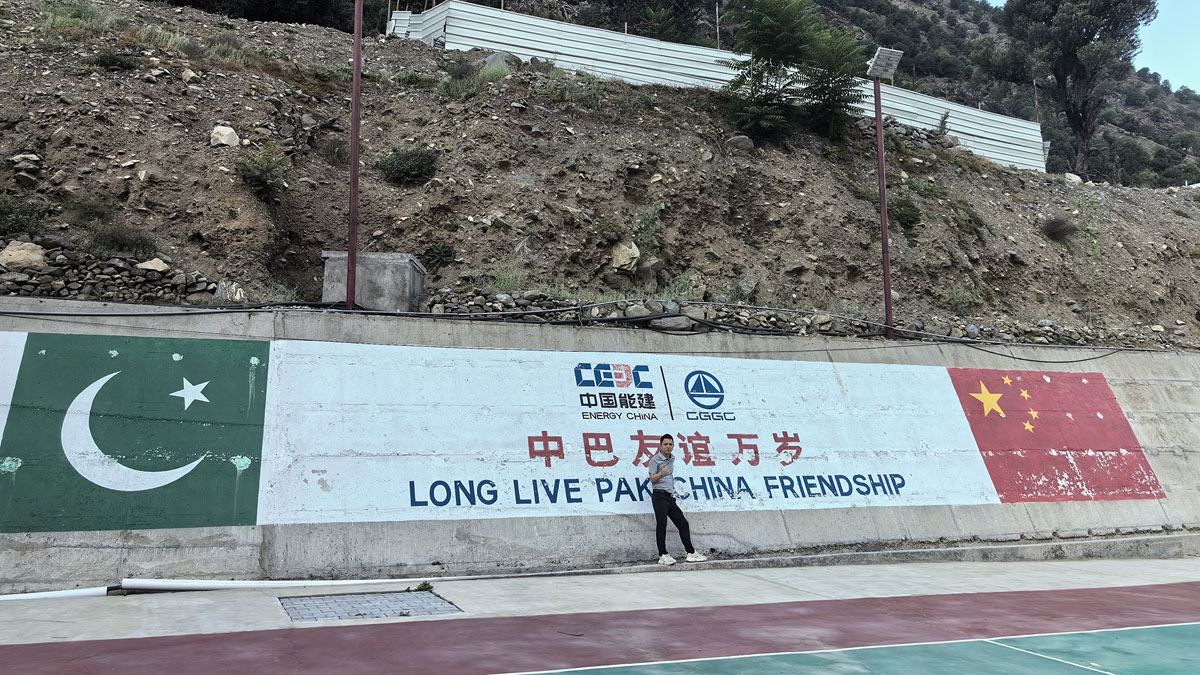 CEEC
中国能建
ENERGY CHINA
CGGC
中巴友谊万岁
LONG LIVE PAK CHINA FRIENDSHIP